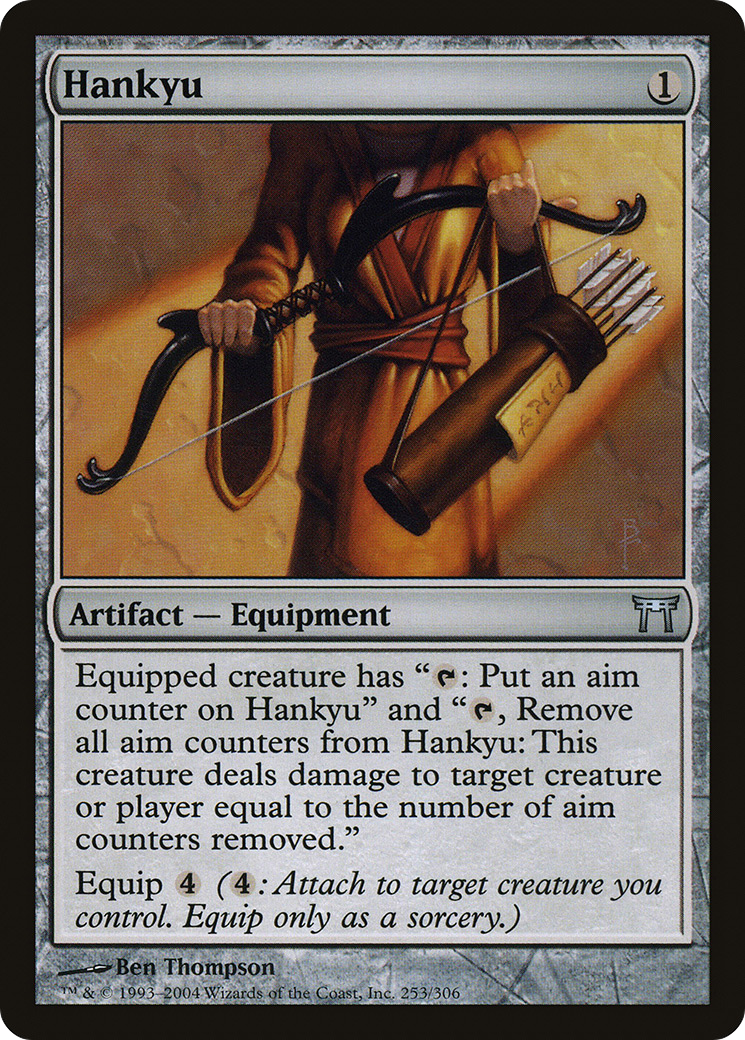 Hankyu
1
Artifact — Equipment
Equipped creature has “: Put an aim
counter on Hankyu” and “, Remove
all aim counters from Hankyu: This
creature deals damage to target creature
or player equal to the number of aim
counters removed.”
Equip 4 (4: Attach to target creature you
control. Equip only as a sorcery.)
Ben Thompson
™ & © 1993–2004 Wizards of the Coast, Inc. 253/306